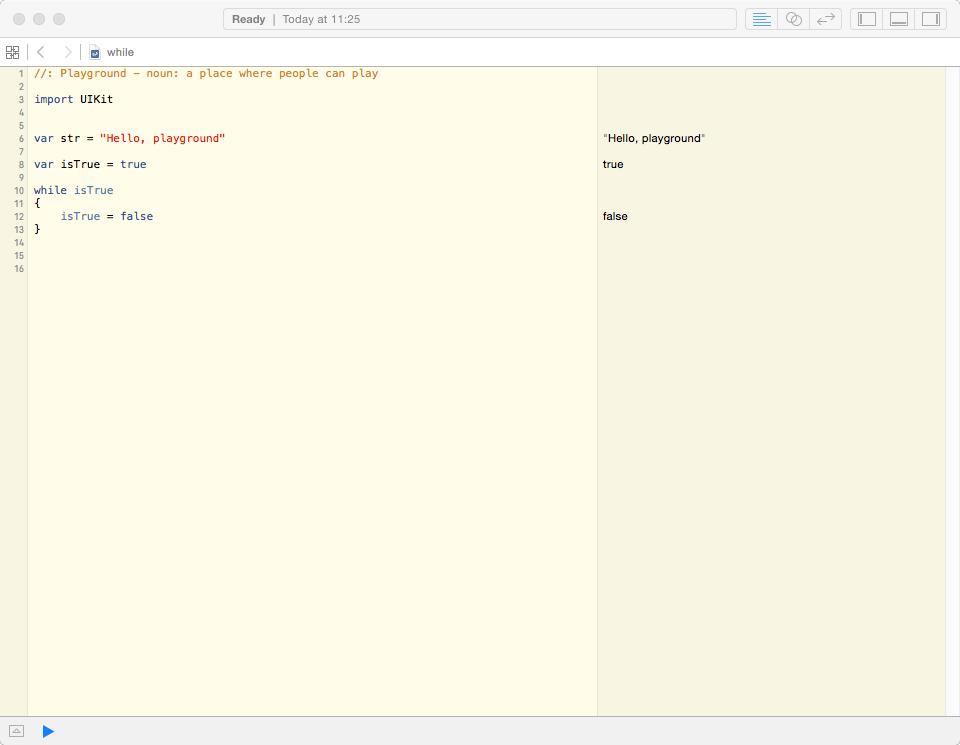 Ready | Today at 11:25
while
1 //: Playground - noun: a place where people can play
2
3 import UIKit
4
5
6 var str = "Hello, playground" "Hello, playground"
7
8 var isTrue = true true
9
10 while isTrue
11 {
12     isTrue = false false
13 }
14
15
16